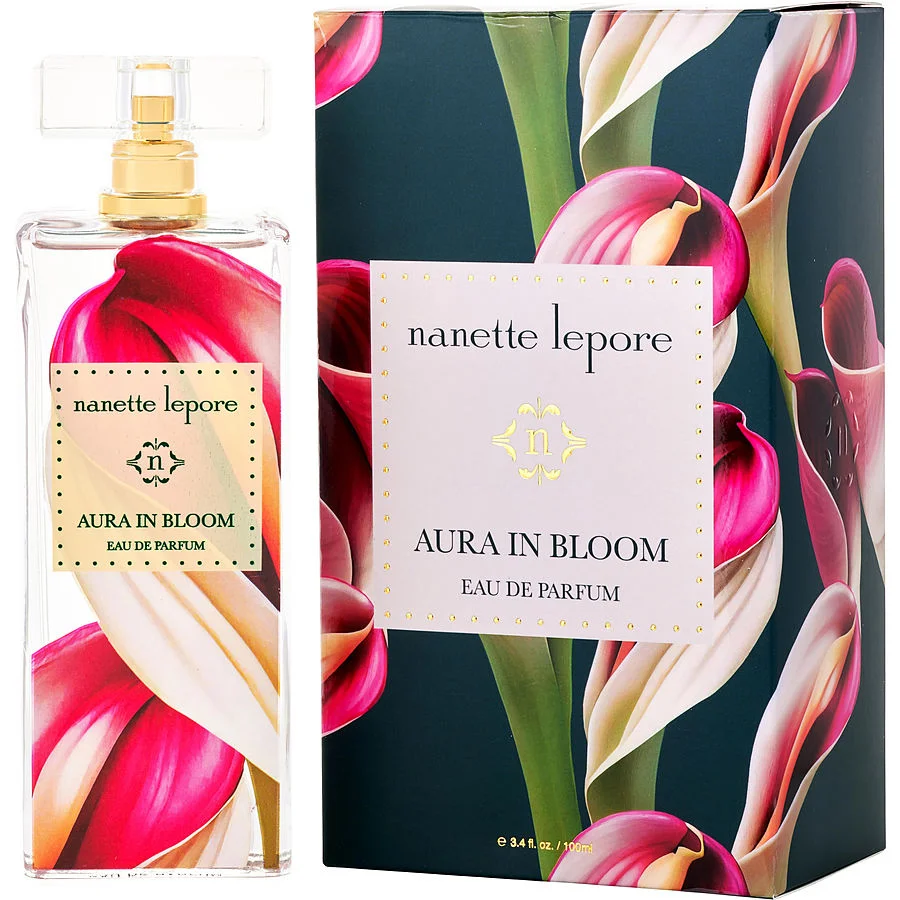 nanette lepore
n
AURA IN BLOOM
EAU DE PARFUM
nanette lepore
n
AURA IN BLOOM
EAU DE PARFUM
℮ 3.4 fl. oz. / 100ml